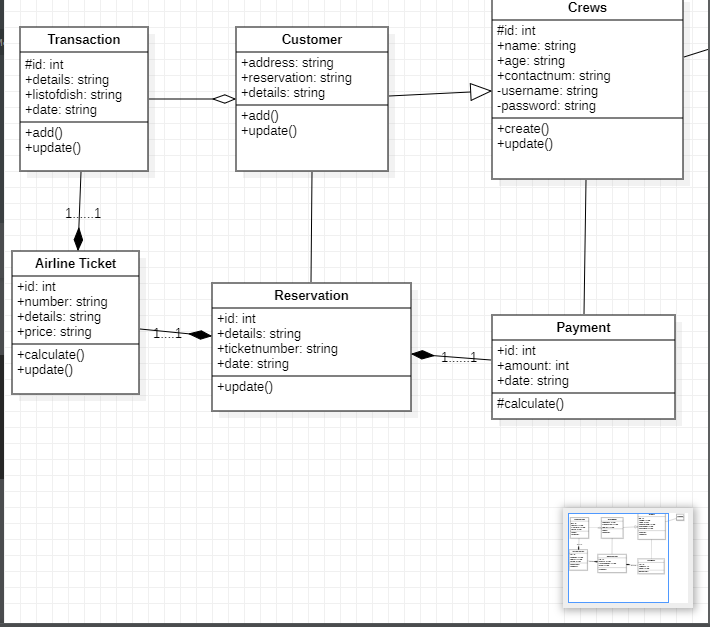 Transaction
#id: int
+details: string
+listofdish: string
+date: string
+add()
+update()
Customer
+address: string
+reservation: string
+details: string
+add()
+update()
Crews
#id: int
+name: string
+age: string
+contactnum: string
-username: string
-password: string
+create()
+update()
1......1
Airline Ticket
+id: int
+number: string
+details: string
+price: string
+calculate()
+update()
1....1
Reservation
+id: int
+details: string
+ticketnumber: string
+date: string
+update()
1......1
Payment
+id: int
+amount: int
+date: string
#calculate()